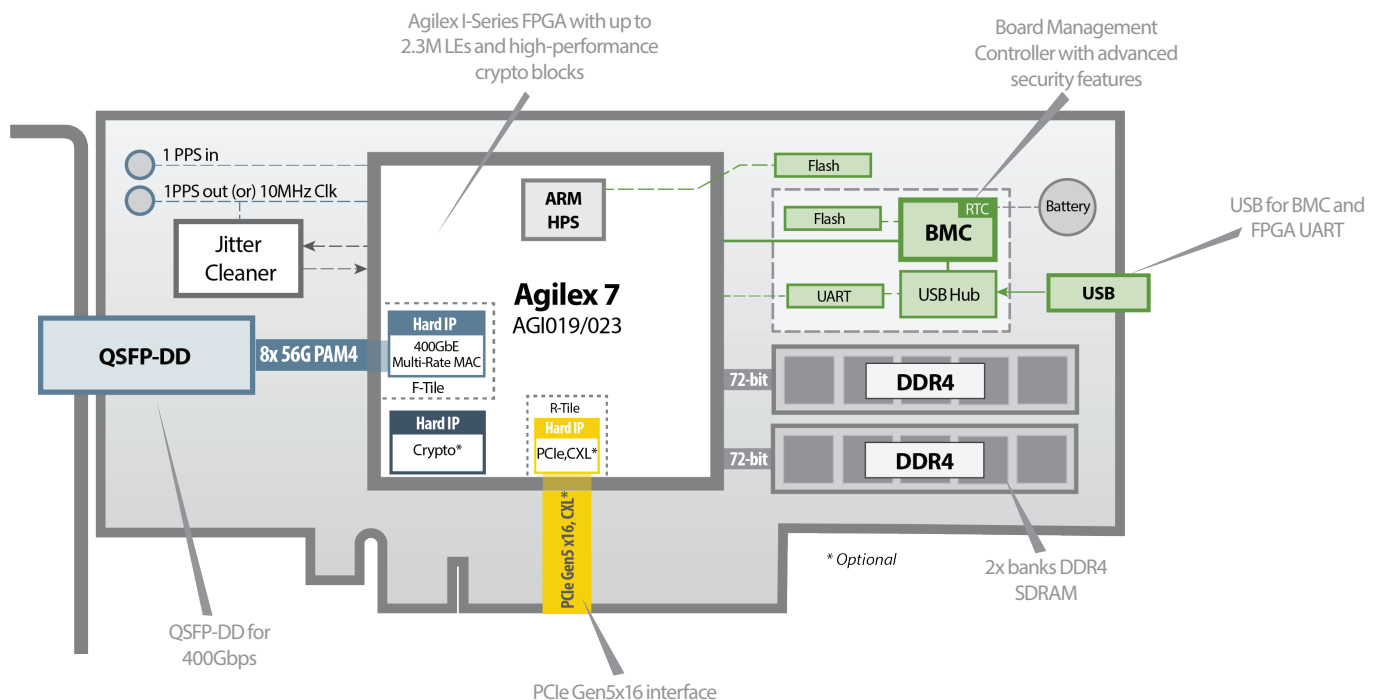 Agilex I-Series FPGA with up to
2.3M LEs and high-performance
crypto blocks
Board Management
Controller with advanced
security features
1 PPS in
1PPS out (or) 10MHz Clk
Jitter
Cleaner
ARM
HPS
Flash
Flash
RTC
BMC
Battery
USB for BMC and
FPGA UART
UART
USB Hub
USB
Agilex 7
AGI019/023
QSFP-DD
8x 56G PAM4
Hard IP
400GbE
Multi-Rate MAC
F-Tile
Hard IP
Crypto*
R-Tile
Hard IP
PCIe,CXL*
PCIe Gen5 x16, CXL*
72-bit
DDR4
72-bit
DDR4
* Optional
2x banks DDR4
SDRAM
QSFP-DD for
400Gbps
PCIe Gen5x16 interface